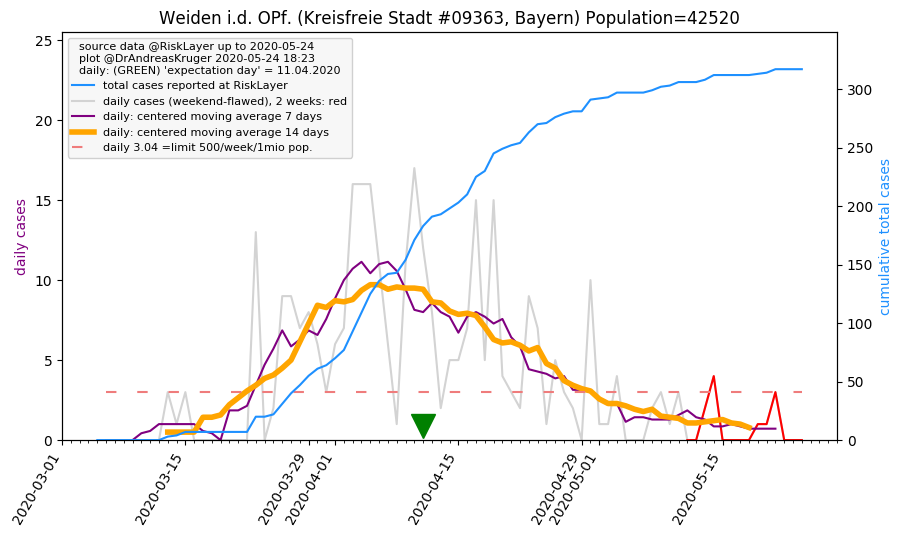 Weiden i.d. OPf. (Kreisfreie Stadt #09363, Bayern) Population=42520
source data @RiskLayer up to 2020-05-24
plot @DrAndreasKruger 2020-05-24 18:23
daily: (GREEN) 'expectation day' = 11.04.2020
total cases reported at RiskLayer
daily cases (weekend-flawed), 2 weeks: red
daily: centered moving average 7 days
daily: centered moving average 14 days
daily 3.04 =limit 500/week/1mio pop.
daily cases
25
20
15
10
5
0
cumulative total cases
300
250
200
150
100
50
0
2020-03-01
2020-03-15
2020-03-29
2020-04-01
2020-04-15
2020-04-29
2020-05-01
2020-05-15